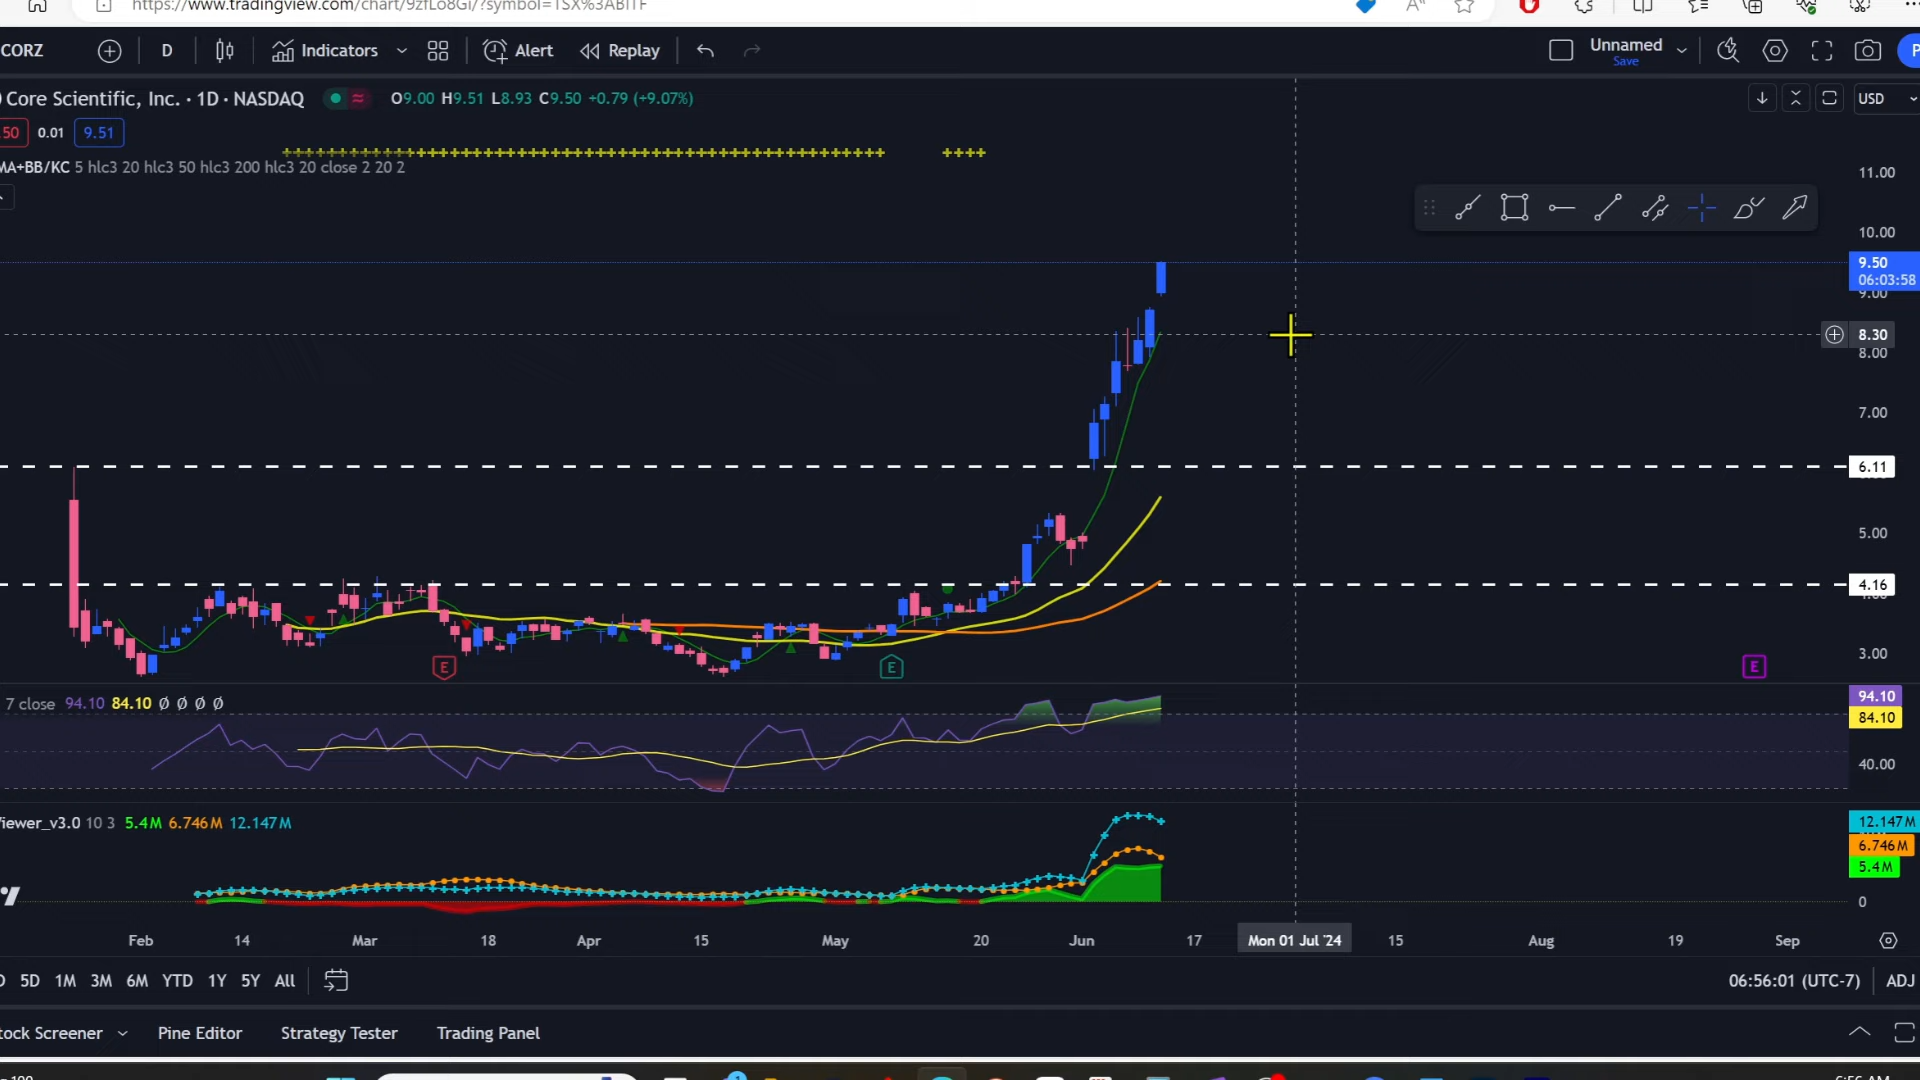 https://www.tradingview.com/chart/9zfLo8Gi/?symbol=TSX%3ABITF
CORZ D Indicators Alert Replay Unnamed
Save
Core Scientific, Inc. · 1D · NASDAQ O9.00 H9.51 L8.93 C9.50 +0.79 (+9.07%) USD
.50 0.01 9.51
MA+BB/KC 5 hlc3 20 hlc3 50 hlc3 200 hlc3 20 close 2 20 2
11.00
10.00
9.50
06:03:58
9.00
8.30
8.00
7.00
6.11
5.00
4.16
E E E
3.00
7 close 94.10 84.10 Ø Ø Ø Ø
94.10
84.10
40.00
iewer_v3.0 10 3 5.4M 6.746M 12.147M
12.147M
6.746M
5.4M
0
Feb 14 Mar 18 Apr 15 May 20 Jun 17 Mon 01 Jul '24 15 Aug 19 Sep
5D 1M 3M 6M YTD 1Y 5Y All 06:56:01 (UTC-7) ADJ
tock Screener Pine Editor Strategy Tester Trading Panel